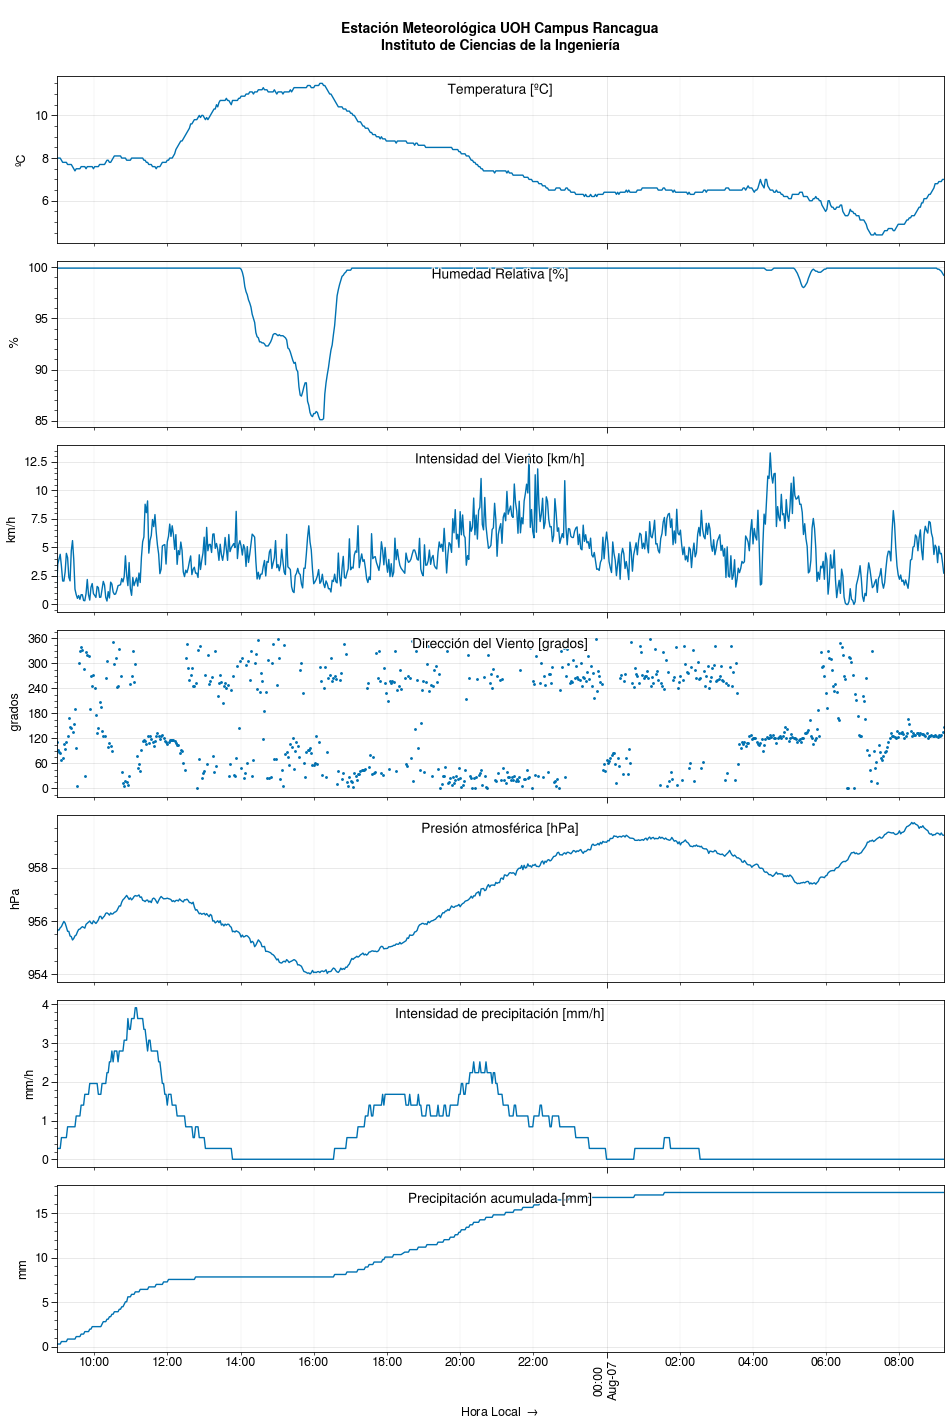 Estación Meteorológica UOH Campus Rancagua
Instituto de Ciencias de la Ingeniería
Temperatura [ºC]
10
8
6
ºC
Humedad Relativa [%]
100
95
90
85
%
Intensidad del Viento [km/h]
12.5
10
7.5
5
2.5
0
km/h
Dirección del Viento [grados]
360
300
240
180
120
60
0
grados
Presión atmosférica [hPa]
958
956
954
hPa
Intensidad de precipitación [mm/h]
4
3
2
1
0
mm/h
Precipitación acumulada [mm]
15
10
5
0
mm
10:00 12:00 14:00 16:00 18:00 20:00 22:00 00:00 02:00 04:00 06:00 08:00
Aug-07
Hora Local →